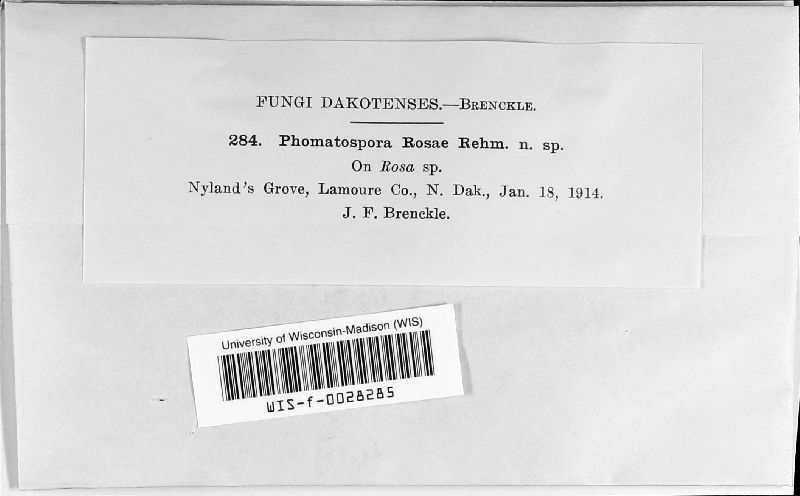 FUNGI DAKOTENSES.—BRENCKLE.
284. Phomatospora Rosae Rehm. n. sp.
On Rosa sp.
Nyland's Grove, Lamoure Co., N. Dak., Jan. 18, 1914.
J. F. Brenckle.
University of Wisconsin-Madison (WIS)
WIS-f-0028285